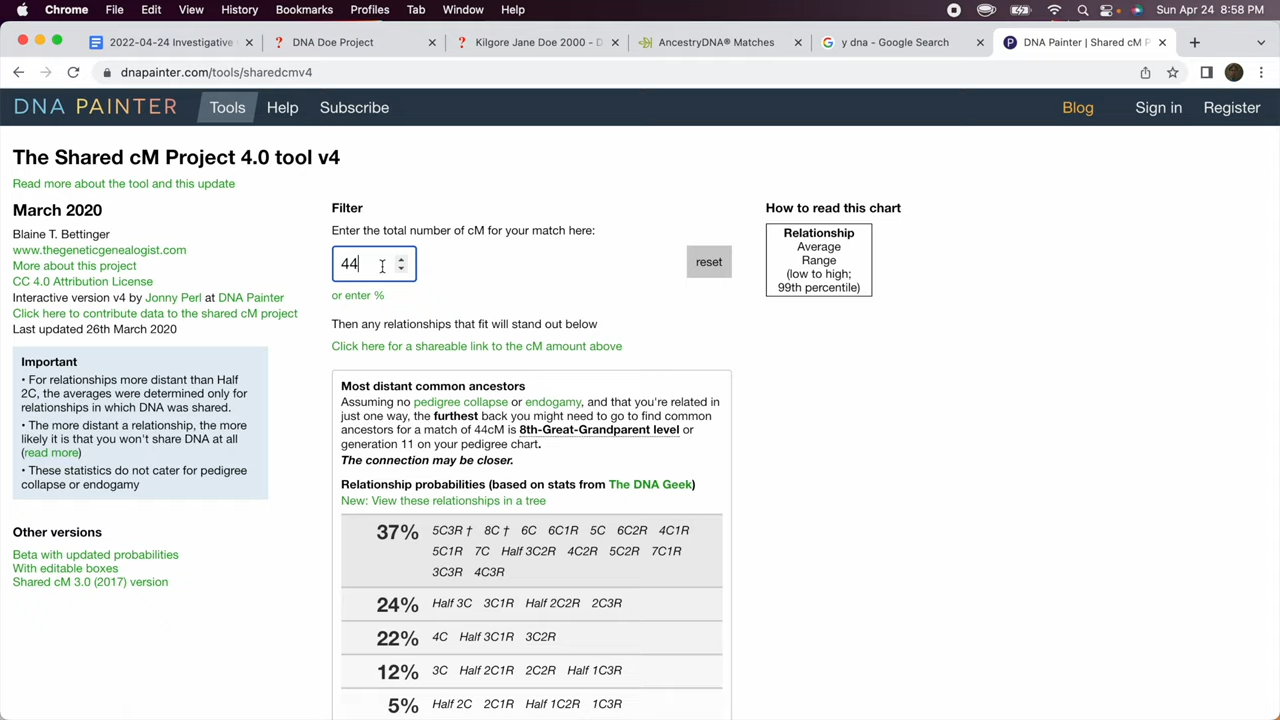 Chrome File Edit View History Bookmarks Profiles Tab Window Help Sun Apr 24 8:58 PM
2022-04-24 Investigative
DNA Doe Project
Kilgore Jane Doe 2000 - D
AncestryDNA® Matches
y dna - Google Search
DNA Painter | Shared cM P
dnapainter.com/tools/sharedcmv4
DNA PAINTER Tools Help Subscribe Blog Sign in Register
The Shared cM Project 4.0 tool v4
Read more about the tool and this update
March 2020
Blaine T. Bettinger
www.thegeneticgenealogist.com
More about this project
CC 4.0 Attribution License
Interactive version v4 by Jonny Perl at DNA Painter
Click here to contribute data to the shared cM project
Last updated 26th March 2020
Important
• For relationships more distant than Half
2C, the averages were determined only for
relationships in which DNA was shared.
• The more distant a relationship, the more
likely it is that you won't share DNA at all
(read more)
• These statistics do not cater for pedigree
collapse or endogamy
Other versions
Beta with updated probabilities
With editable boxes
Shared cM 3.0 (2017) version
Filter
Enter the total number of cM for your match here:
44
reset
or enter %
Then any relationships that fit will stand out below
Click here for a shareable link to the cM amount above
Most distant common ancestors
Assuming no pedigree collapse or endogamy, and that you're related in
just one way, the furthest back you might need to go to find common
ancestors for a match of 44cM is 8th-Great-Grandparent level or
generation 11 on your pedigree chart.
The connection may be closer.
Relationship probabilities (based on stats from The DNA Geek)
New: View these relationships in a tree
37% 5C3R † 8C † 6C 6C1R 5C 6C2R 4C1R
5C1R 7C Half 3C2R 4C2R 5C2R 7C1R
3C3R 4C3R
24% Half 3C 3C1R Half 2C2R 2C3R
22% 4C Half 3C1R 3C2R
12% 3C Half 2C1R 2C2R Half 1C3R
5% Half 2C 2C1R Half 1C2R 1C3R
How to read this chart
Relationship
Average
Range
(low to high;
99th percentile)